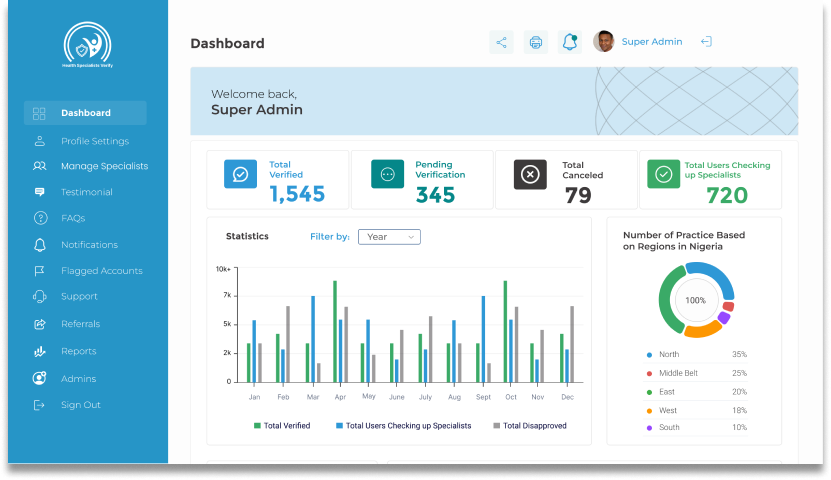 Health Specialists Verify
Dashboard
Profile Settings
Manage Specialists
Testimonial
FAQs
Notifications
Flagged Accounts
Support
Referrals
Reports
Admins
Sign Out
Dashboard
Super Admin
Welcome back,
Super Admin
Total
Verified
1,545
Pending
Verification
345
Total
Canceled
79
Total Users Checking
up Specialists
720
Statistics
Filter by:
Year
10k+
7k
5k
2k
0
Jan Feb Mar Apr May June July Aug Sept Oct Nov Dec
Total Verified
Total Users Checking up Specialists
Total Disapproved
Number of Practice Based
on Regions in Nigeria
100%
North 35%
Middle Belt 25%
East 20%
West 18%
South 10%